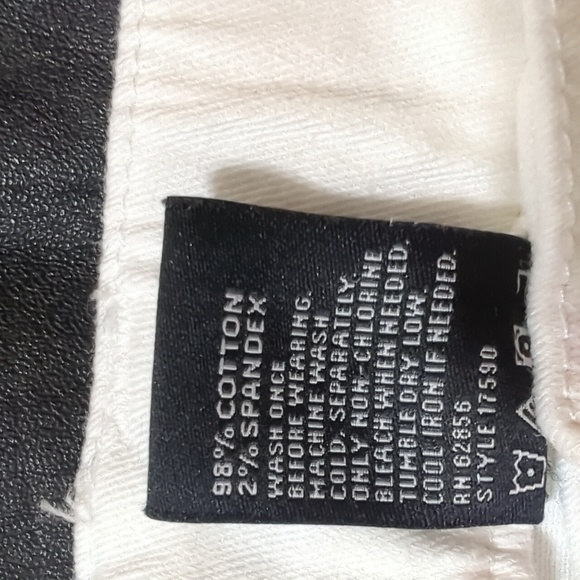 98% COTTON
2% SPANDEX
WASH ONCE
BEFORE WEARING.
MACHINE WASH
COLD, SEPARATELY.
ONLY NON-CHLORINE
BLEACH WHEN NEEDED.
TUMBLE DRY LOW.
COOL IRON IF NEEDED.
RN 62856
STYLE 17590